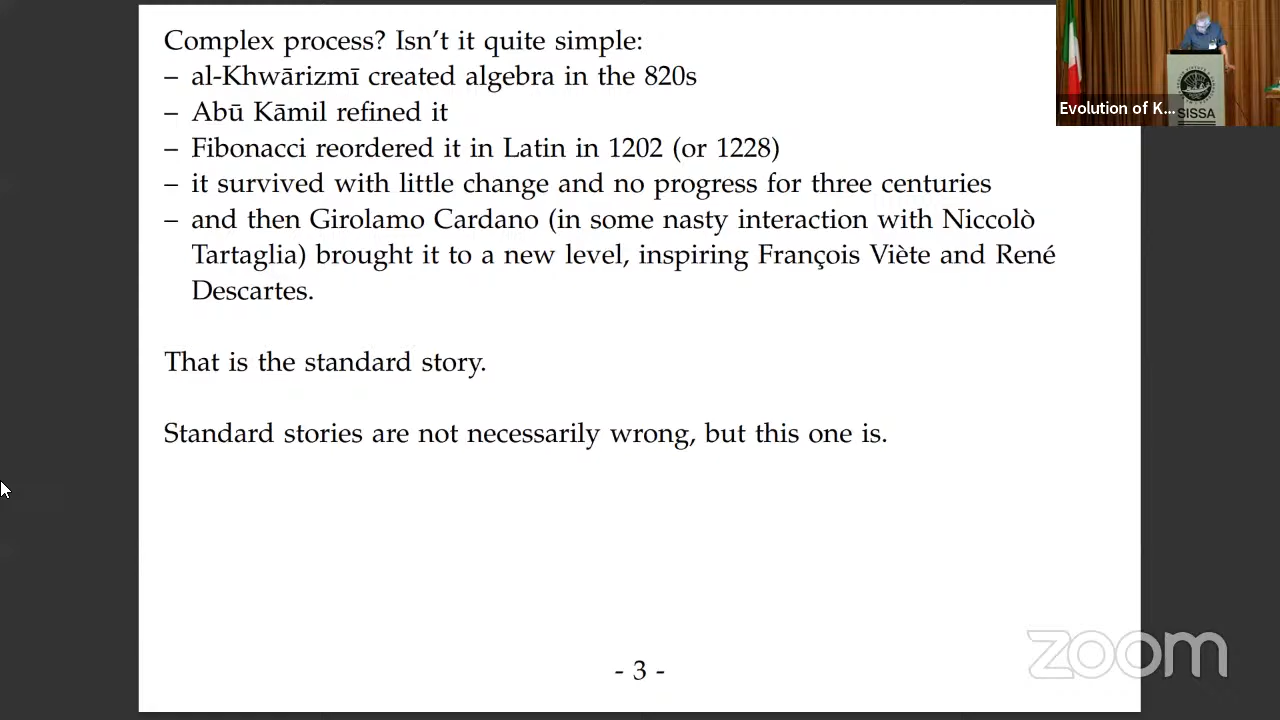 Complex process? Isn't it quite simple:
– al-Khwārizmī created algebra in the 820s
– Abū Kāmil refined it
– Fibonacci reordered it in Latin in 1202 (or 1228)
– it survived with little change and no progress for three centuries
– and then Girolamo Cardano (in some nasty interaction with Niccolò
Tartaglia) brought it to a new level, inspiring François Viète and René
Descartes.
That is the standard story.
Standard stories are not necessarily wrong, but this one is.
- 3 -
Evolution of K...
SISSA
zoom